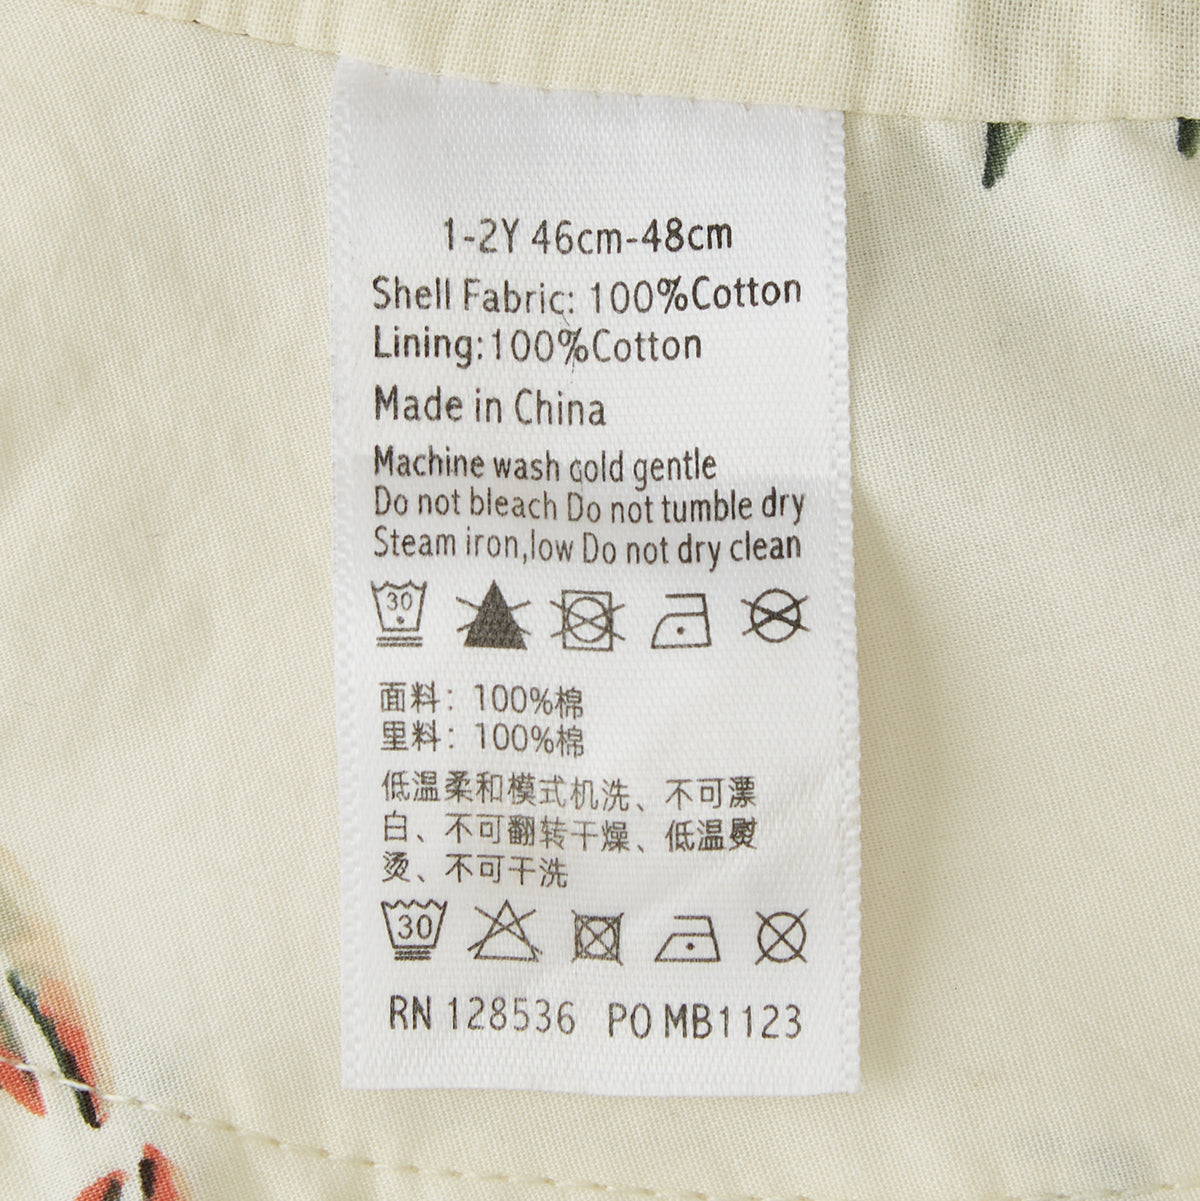 1-2Y 46cm-48cm
Shell Fabric: 100%Cotton
Lining:100%Cotton
Made in China
Machine wash cold gentle
Do not bleach Do not tumble dry
Steam iron,low Do not dry clean
30
面料：100%棉
里料：100%棉
低温柔和模式机洗、不可漂
白、不可翻转干燥、低温熨
烫、不可干洗
30
RN 128536 PO MB1123